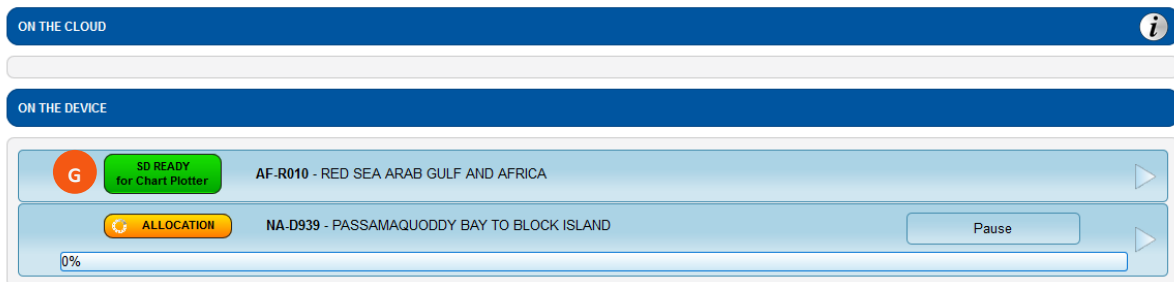 ON THE CLOUD
i
ON THE DEVICE
G
SD READY
for Chart Plotter
AF-R010 - RED SEA ARAB GULF AND AFRICA
ALLOCATION
NA-D939 - PASSAMAQUODDY BAY TO BLOCK ISLAND
Pause
0%